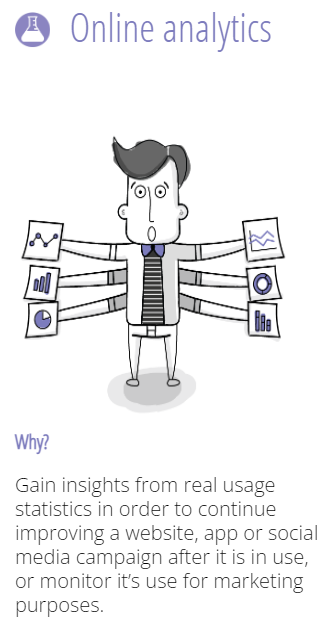 Online analytics
Why?
Gain insights from real usage
statistics in order to continue
improving a website, app or social
media campaign after it is in use,
or monitor it's use for marketing
purposes.